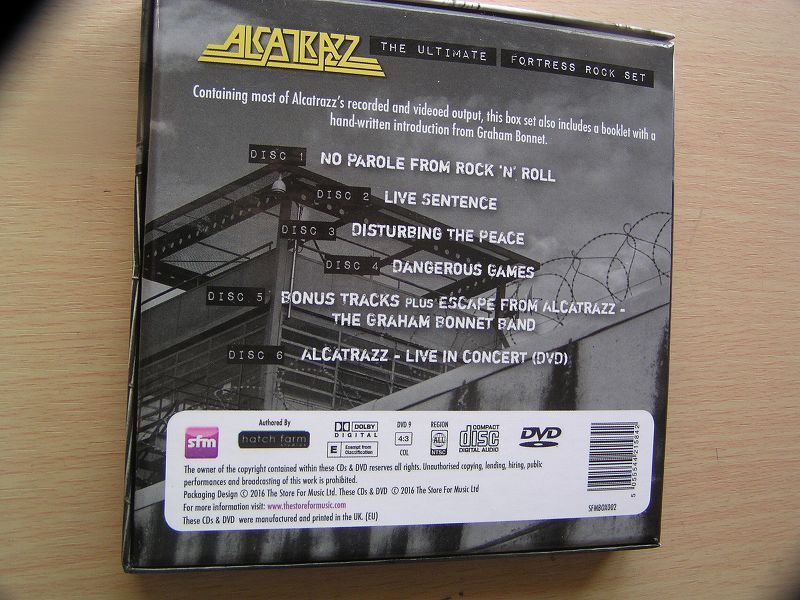 ALCATRAZZ THE ULTIMATE FORTRESS ROCK SET
Containing most of Alcatrazz's recorded and videoed output, this box set also includes a booklet with a
hand-written introduction from Graham Bonnet.
DISC 1 NO PAROLE FROM ROCK 'N' ROLL
DISC 2 LIVE SENTENCE
DISC 3 DISTURBING THE PEACE
DISC 4 DANGEROUS GAMES
DISC 5 BONUS TRACKS PLUS ESCAPE FROM ALCATRAZZ -
THE GRAHAM BONNET BAND
DISC 6 ALCATRAZZ - LIVE IN CONCERT (DVD)
sfm
Authored By
hatch farm
STUDIOS
DOLBY
DIGITAL
E Exempt from Classification
DVD 9
4:3
COL
REGION
ALL
NTSC
COMPACT
disc
DIGITAL AUDIO
DVD
The owner of the copyright contained within these CDs & DVD reserves all rights. Unauthorised copying, lending, hiring, public
performances and broadcasting of this work is prohibited.
Packaging Design © 2016 The Store For Music Ltd. These CDs & DVD © 2016 The Store For Music Ltd
For more information visit: www.thestoreformusic.com
These CDs & DVD were manufactured and printed in the UK. (EU)
5 055544 215842
SFMBOX002